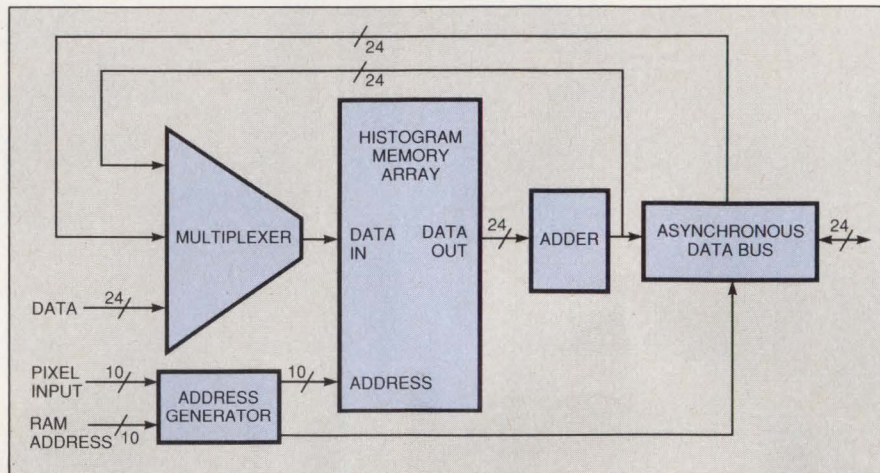 24
24
HISTOGRAM
MEMORY
ARRAY
MULTIPLEXER
DATA
IN
DATA
OUT
24
ADDER
ASYNCHRONOUS
DATA BUS
24
DATA
24
PIXEL
INPUT
10
ADDRESS
GENERATOR
10
ADDRESS
RAM
ADDRESS
10